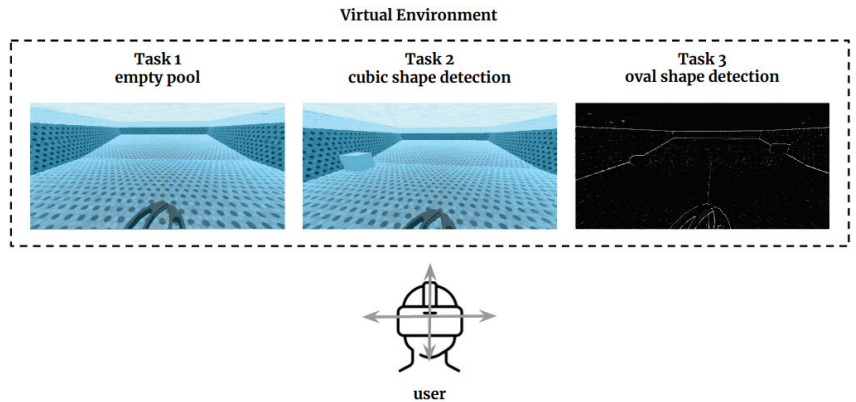 Virtual Environment
Task 1
empty pool
Task 2
cubic shape detection
Task 3
oval shape detection
user